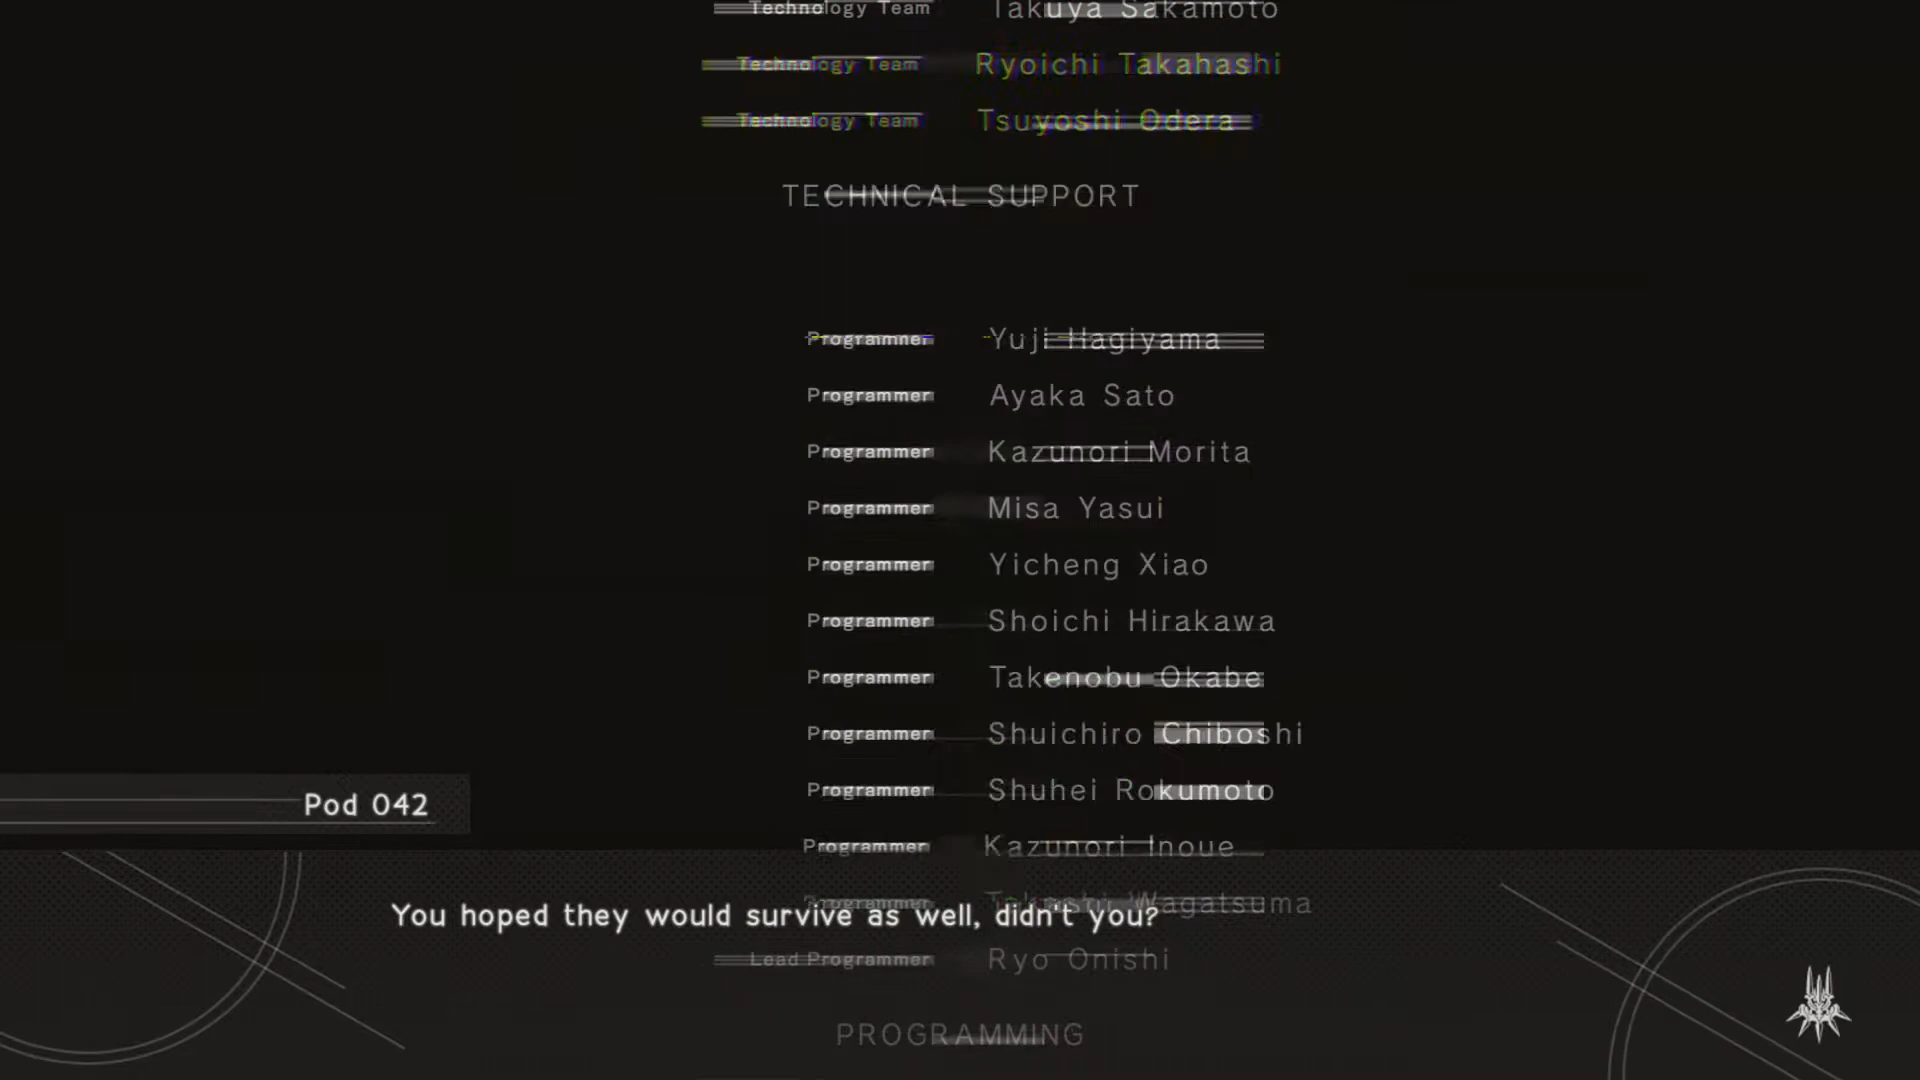 Technology Team Takuya Sakamoto
Technology Team Ryoichi Takahashi
Technology Team Tsuyoshi Odera
TECHNICAL SUPPORT
Programmer Yuji Hagiyama
Programmer Ayaka Sato
Programmer Kazunori Morita
Programmer Misa Yasui
Programmer Yicheng Xiao
Programmer Shoichi Hirakawa
Programmer Takenobu Okabe
Programmer Shuichiro Chiboshi
Programmer Shuhei Rokumoto
Pod 042
Programmer Kazunori Inoue
Programmer Wagatsuma
You hoped they would survive as well, didn't you?
Lead Programmer Ryo Onishi
PROGRAMMING